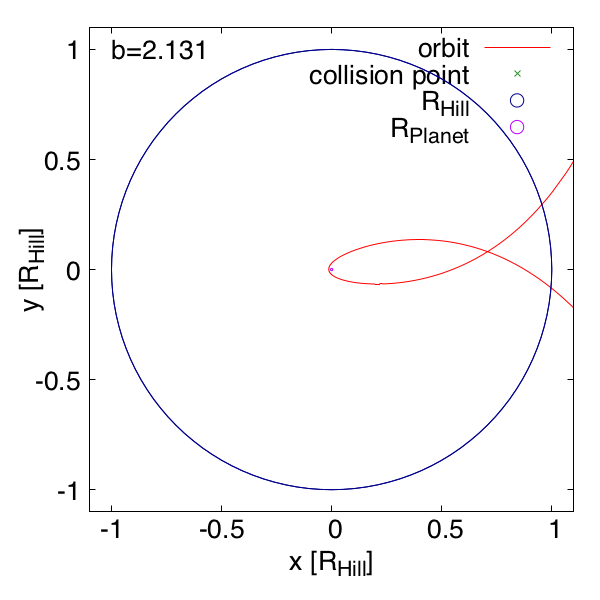 b=2.131
orbit
collision point
R_Hill
R_Planet
1
0.5
0
-0.5
-1
y [R_Hill]
-1
-0.5
0
0.5
1
x [R_Hill]